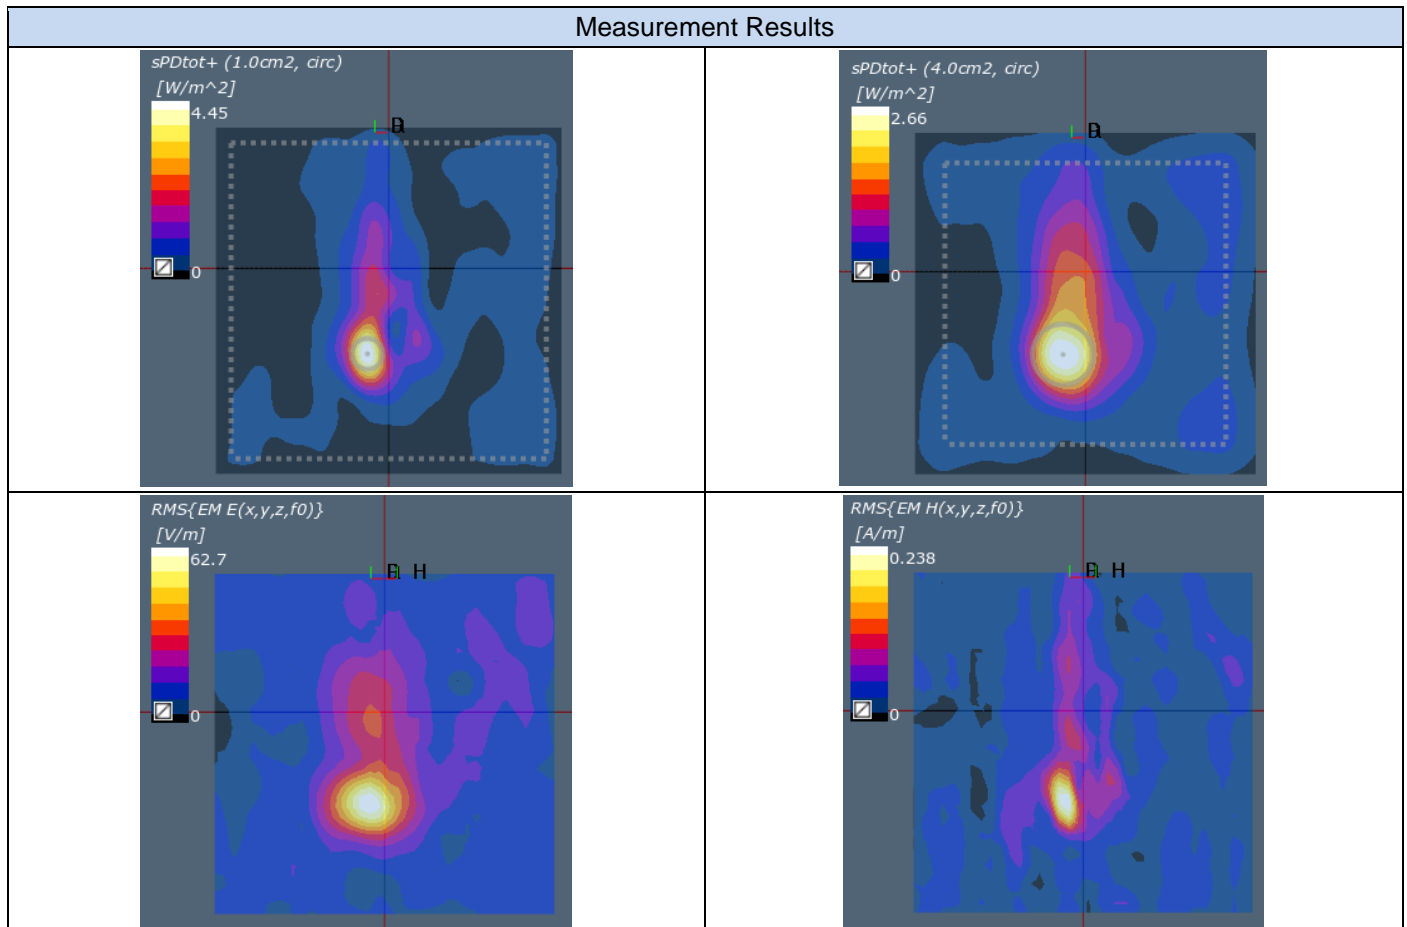 Measurement Results
sPDtot+ (1.0cm2, circ)
[W/m^2]
4.45
0
sPDtot+ (4.0cm2, circ)
[W/m^2]
2.66
0
RMS{EM E(x,y,z,f0)}
[V/m]
62.7
0
H
RMS{EM H(x,y,z,f0)}
[A/m]
0.238
0
H